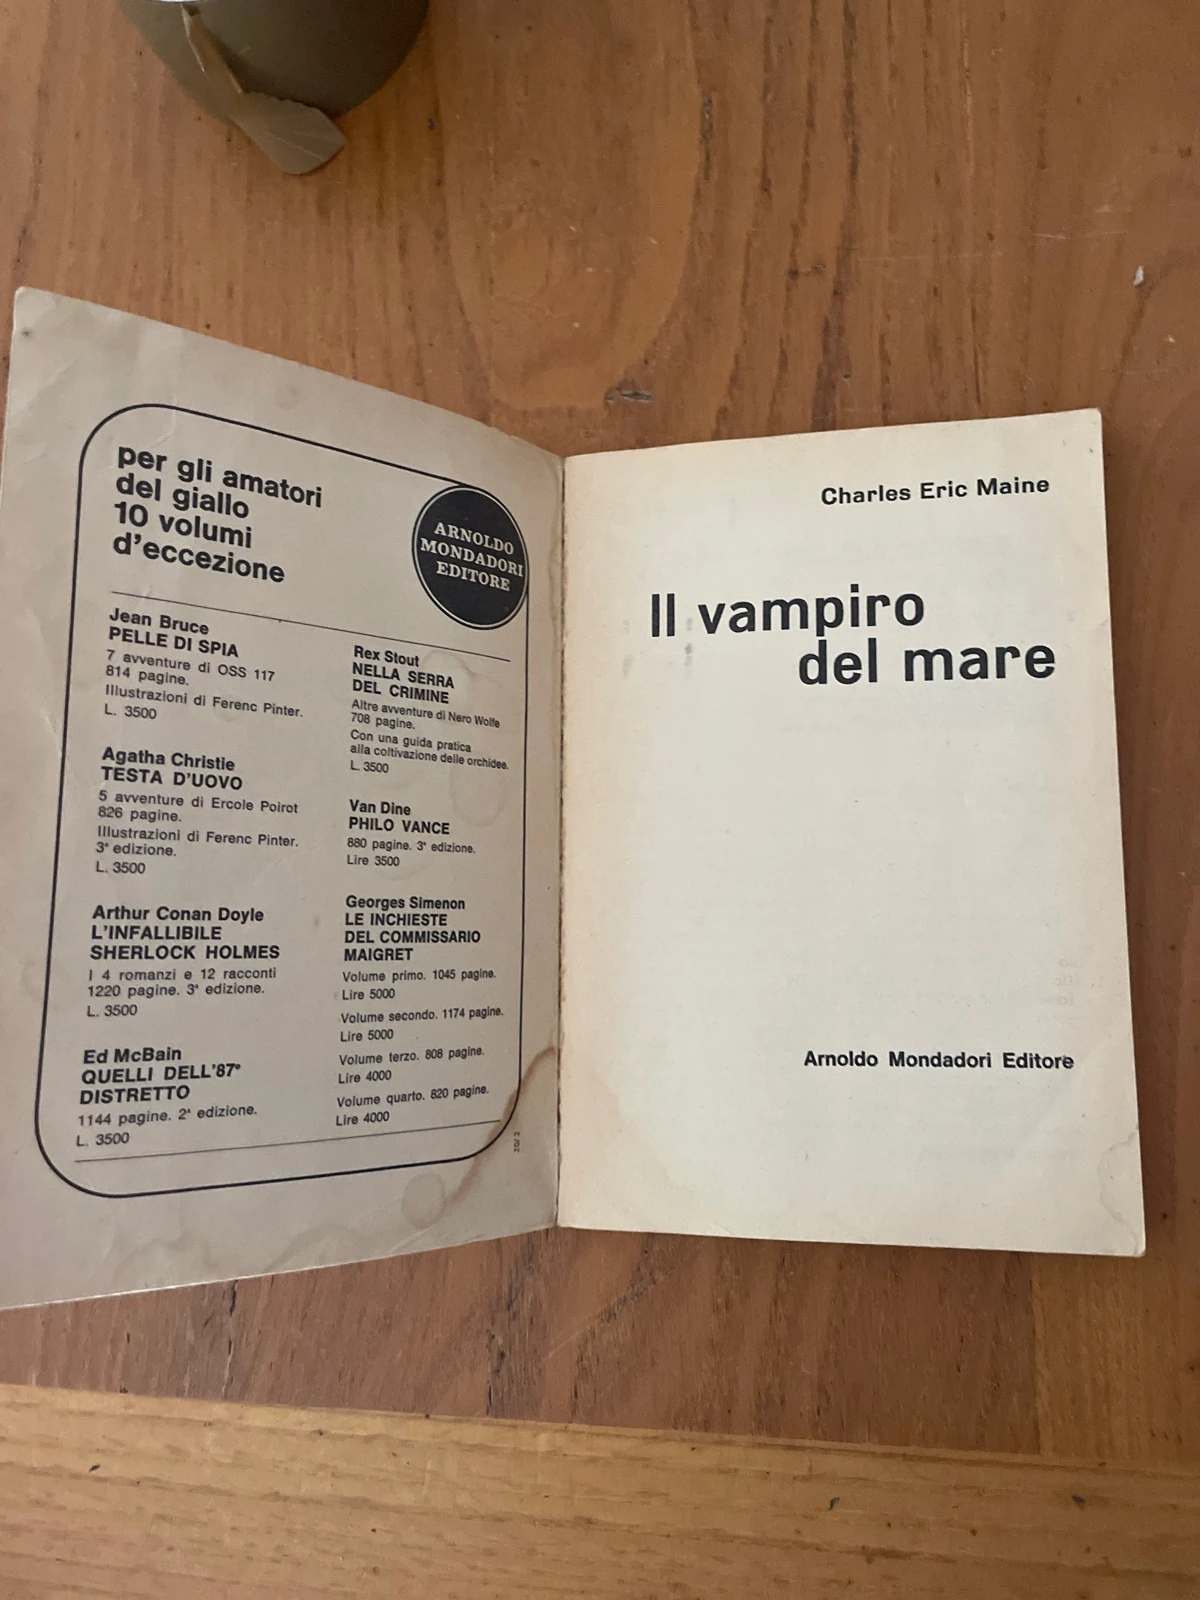 per gli amatori
del giallo
10 volumi
d'eccezione
ARNOLDO
MONDADORI
EDITORE
Jean Bruce
PELLE DI SPIA
7 avventure di OSS 117
814 pagine.
Illustrazioni di Ferenc Pinter.
L. 3500
Agatha Christie
TESTA D'UOVO
5 avventure di Ercole Poirot
826 pagine.
Illustrazioni di Ferenc Pinter.
3ª edizione.
L. 3500
Arthur Conan Doyle
L'INFALLIBILE
SHERLOCK HOLMES
I 4 romanzi e 12 racconti
1220 pagine. 3ª edizione.
L. 3500
Ed McBain
QUELLI DELL'87º
DISTRETTO
1144 pagine. 2ª edizione.
L. 3500
Rex Stout
NELLA SERRA
DEL CRIMINE
Altre avventure di Nero Wolfe
708 pagine.
Con una guida pratica
alla coltivazione delle orchidee.
L. 3500
Van Dine
PHILO VANCE
880 pagine. 3ª edizione.
Lire 3500
Georges Simenon
LE INCHIESTE
DEL COMMISSARIO
MAIGRET
Volume primo. 1045 pagine.
Lire 5000
Volume secondo. 1174 pagine.
Lire 5000
Volume terzo. 808 pagine.
Lire 4000
Volume quarto. 820 pagine.
Lire 4000
Charles Eric Maine
Il vampiro
del mare
Arnoldo Mondadori Editore